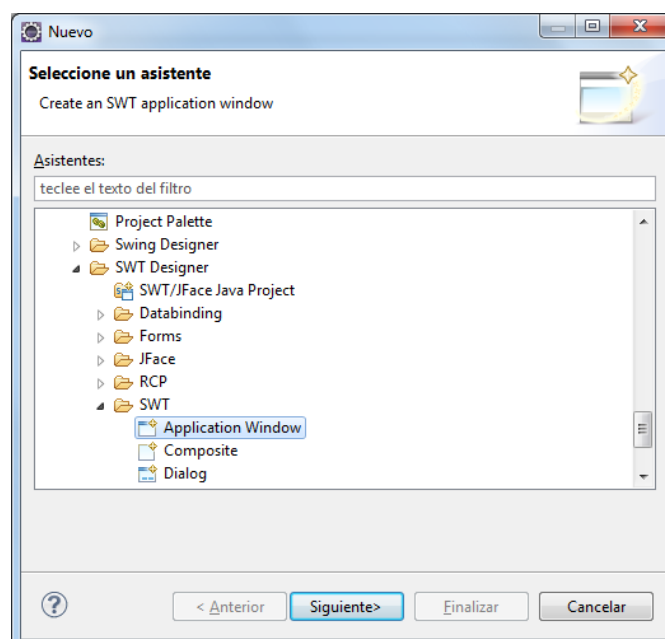 Nuevo
Seleccione un asistente
Create an SWT application window
Asistentes:
teclee el texto del filtro
Project Palette
Swing Designer
SWT Designer
SWT/JFace Java Project
Databinding
Forms
JFace
RCP
SWT
Application Window
Composite
Dialog
< Anterior Siguiente> Finalizar Cancelar